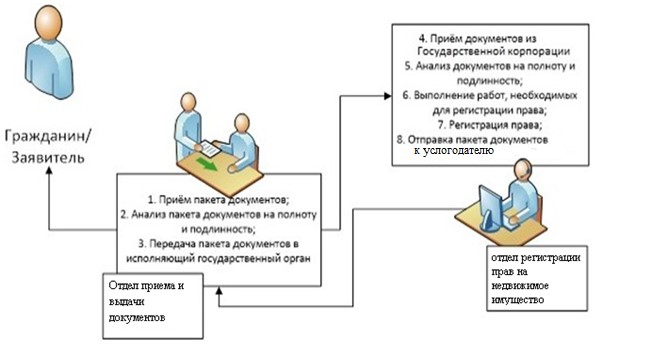 Гражданин/
Заявитель
1. Приём пакета документов;
2. Анализ пакета документов на полноту
и подлинность;
3. Передача пакета документов в
исполняющий государственный орган
Отдел приема и
выдачи
документов
4. Приём документов из
Государственной корпорации
5. Анализ документов на полноту и
подлинность;
6. Выполнение работ, необходимых
для регистрации права;
7. Регистрация права;
8. Отправка пакета документов
к услогодателю
отдел регистрации
прав на
недвижимое
имущество